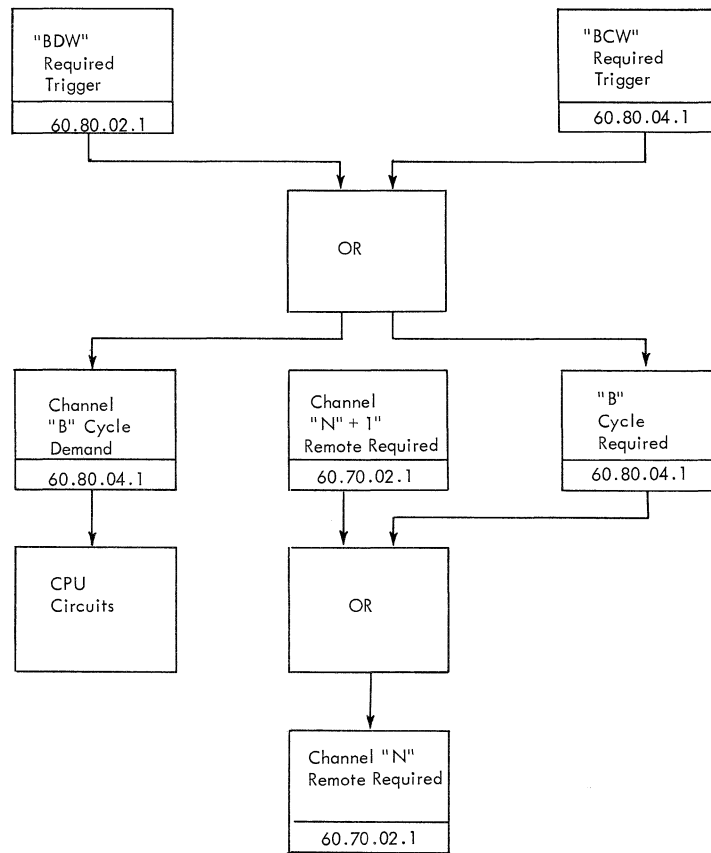 "BDW"
Required
Trigger
60.80.02.1
"BCW"
Required
Trigger
60.80.04.1
OR
Channel
"B" Cycle
Demand
60.80.04.1
Channel
"N" + 1"
Remote Required
60.70.02.1
"B"
Cycle
Required
60.80.04.1
CPU
Circuits
OR
Channel "N"
Remote Required
60.70.02.1